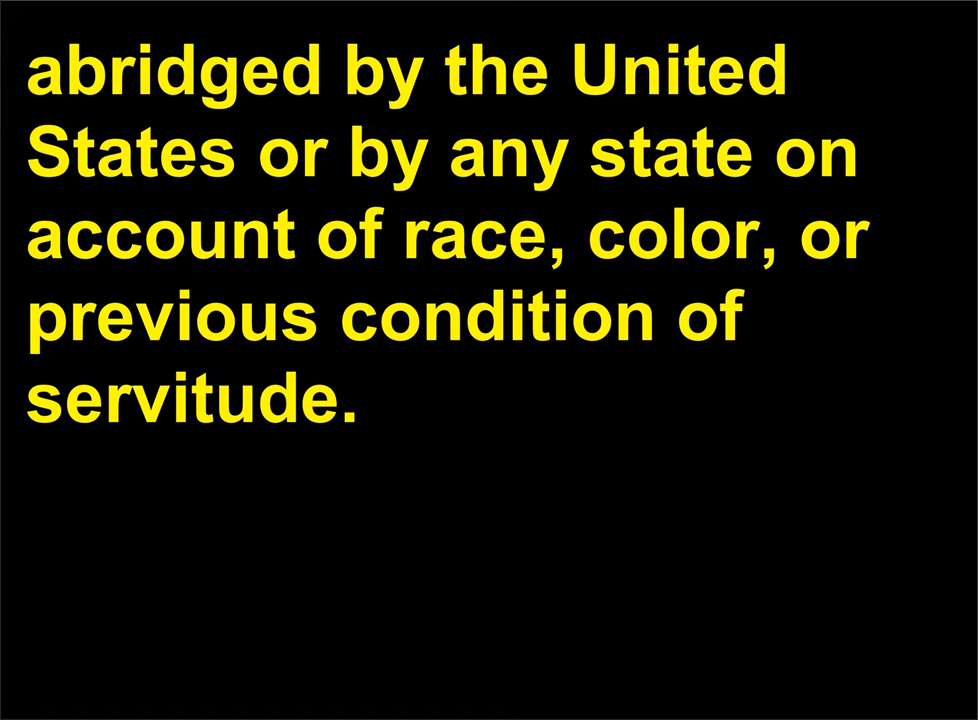 abridged by the United
States or by any state on
account of race, color, or
previous condition of
servitude.